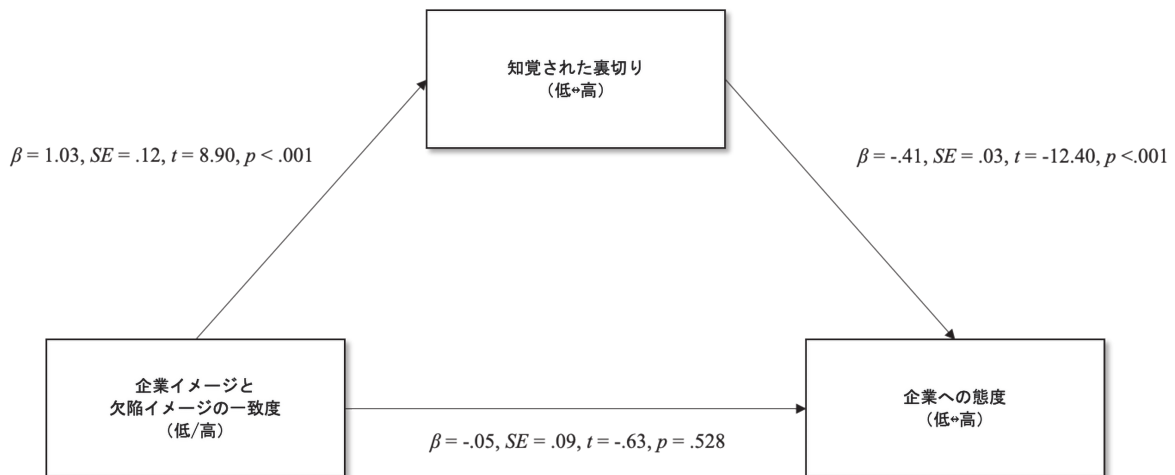 知覚された裏切り
(低↔高)
β = 1.03, SE = .12, t = 8.90, p < .001
β = -.41, SE = .03, t = -12.40, p <.001
企業イメージと
欠陥イメージの一致度
(低/高)
企業への態度
(低↔高)
β = -.05, SE = .09, t = -.63, p = .528